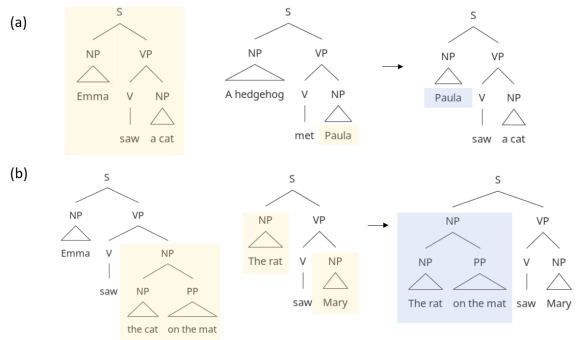 (a)
S S S
NP VP NP VP NP VP
Emma V NP A hedgehog V NP Paula V NP
saw a cat met Paula saw a cat
(b)
S S S
NP VP NP VP NP VP
Emma V NP The rat V NP NP PP V NP
saw NP PP saw Mary The rat on the mat saw Mary
the cat on the mat